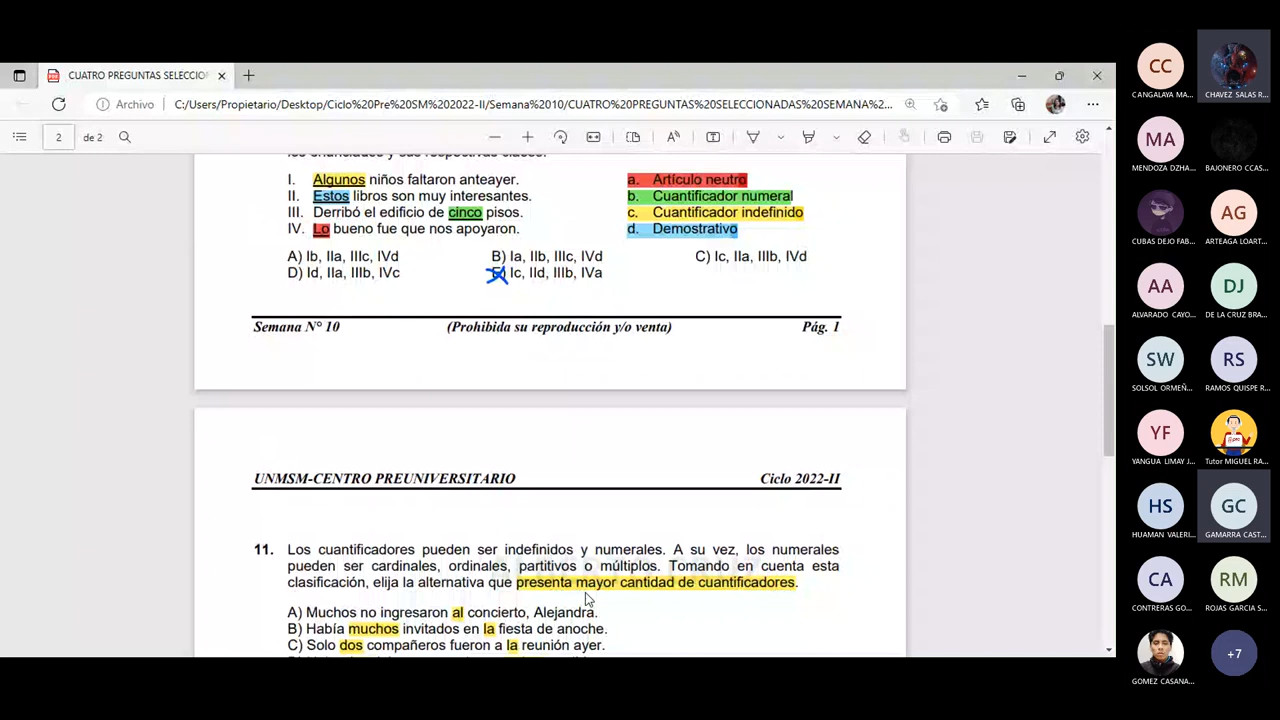 CUATRO PREGUNTAS SELECCIO
Archivo
C:/Users/Propietario/Desktop/Ciclo%20Pre%20SM%202022-II/Semana%2010/CUATRO%20PREGUNTAS%20SELECCIONADAS%20SEMANA%2...
2 de 2
I. Algunos niños faltaron anteayer. a. Artículo neutro
II. Estos libros son muy interesantes. b. Cuantificador numeral
III. Derribó el edificio de cinco pisos. c. Cuantificador indefinido
IV. Lo bueno fue que nos apoyaron. d. Demostrativo
A) Ib, IIa, IIIc, IVd B) Ia, IIb, IIIc, IVd C) Ic, IIa, IIIb, IVd
D) Id, IIa, IIIb, IVc E) Ic, IId, IIIb, IVa
Semana N° 10 (Prohibida su reproducción y/o venta) Pág. 1
UNMSM-CENTRO PREUNIVERSITARIO Ciclo 2022-II
11. Los cuantificadores pueden ser indefinidos y numerales. A su vez, los numerales
pueden ser cardinales, ordinales, partitivos o múltiplos. Tomando en cuenta esta
clasificación, elija la alternativa que presenta mayor cantidad de cuantificadores.
A) Muchos no ingresaron al concierto, Alejandra.
B) Había muchos invitados en la fiesta de anoche.
C) Solo dos compañeros fueron a la reunión ayer.
CC
CANGALAYA MA...
CHAVEZ SALAS R...
MA
MENDOZA DZHA...
BAJONERO CCAS...
CUBAS DEJO FAB...
AG
ARTEAGA LOART...
AA
ALVARADO CAYO...
DJ
DE LA CRUZ BRA...
SW
SOLSOL ORMEÑ...
RS
RAMOS QUISPE R...
YF
YANGUA LIMAY J...
Tutor MIGUEL RA...
HS
HUAMAN VALERI...
GC
GAMARRA CAST...
CA
CONTRERAS GO...
RM
ROJAS GARCIA S...
GOMEZ CASANA...
+7